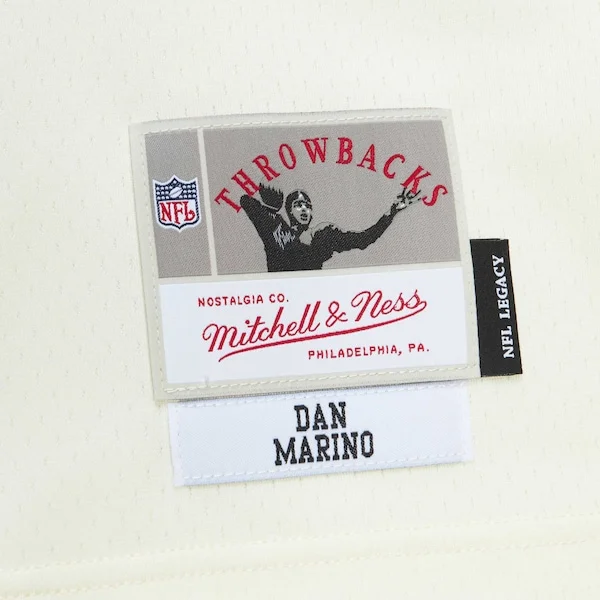 THROWBACKS
NFL
NOSTALGIA CO.
Mitchell & Ness
PHILADELPHIA, PA.
NFL LEGACY
DAN
MARINO